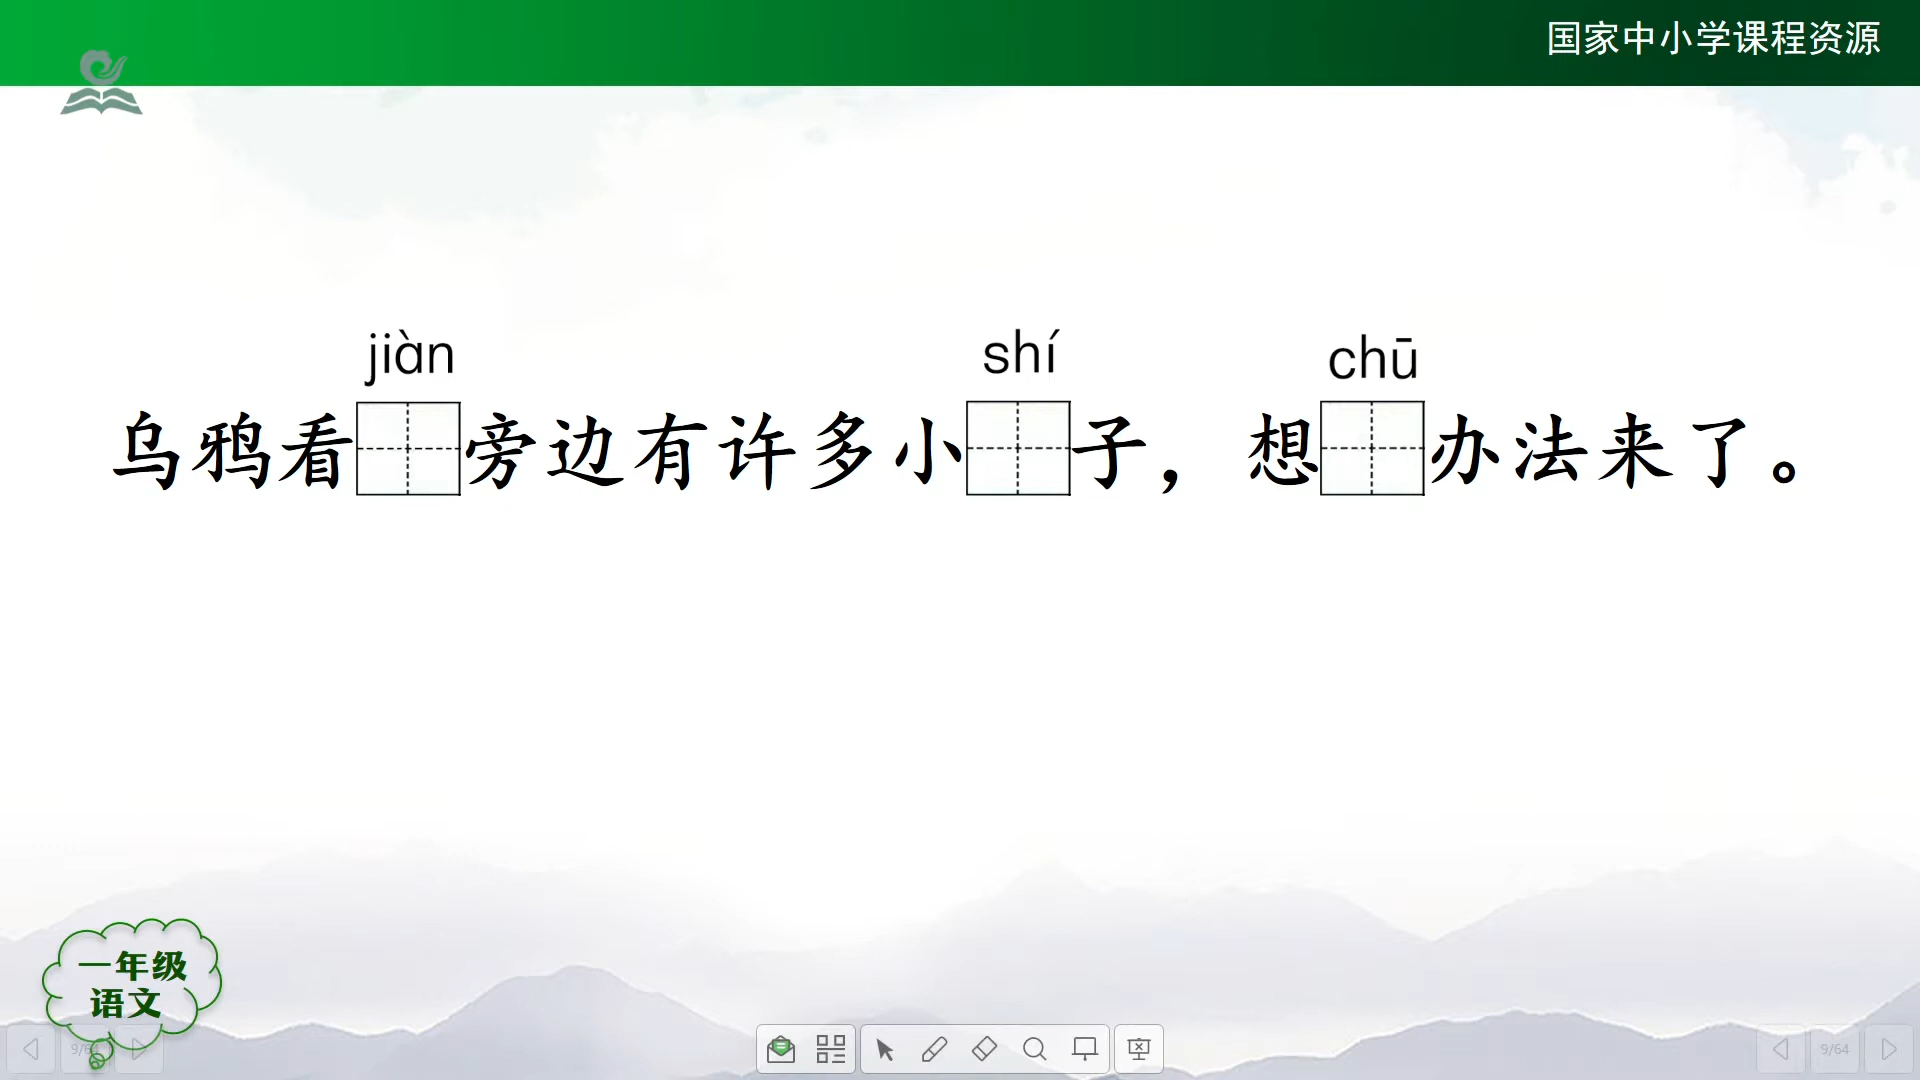 国家中小学课程资源
jiàn shí chū
乌鸦看旁边有许多小子，想办法来了。
一年级
语文
9/64